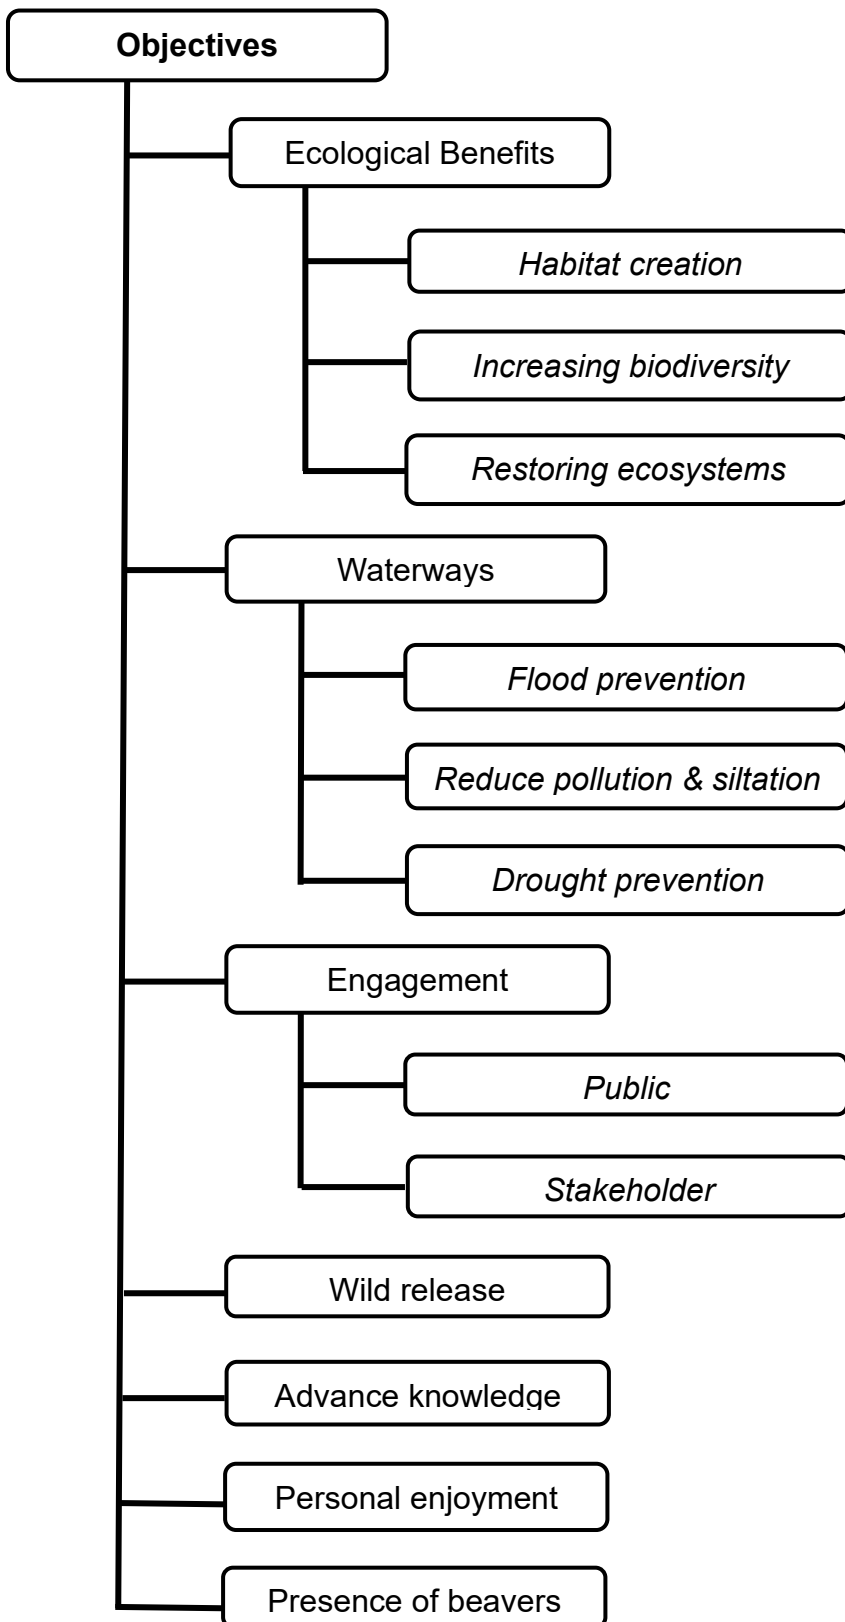 Objectives
Ecological Benefits
Habitat creation
Increasing biodiversity
Restoring ecosystems
Waterways
Flood prevention
Reduce pollution & siltation
Drought prevention
Engagement
Public
Stakeholder
Wild release
Advance knowledge
Personal enjoyment
Presence of beavers